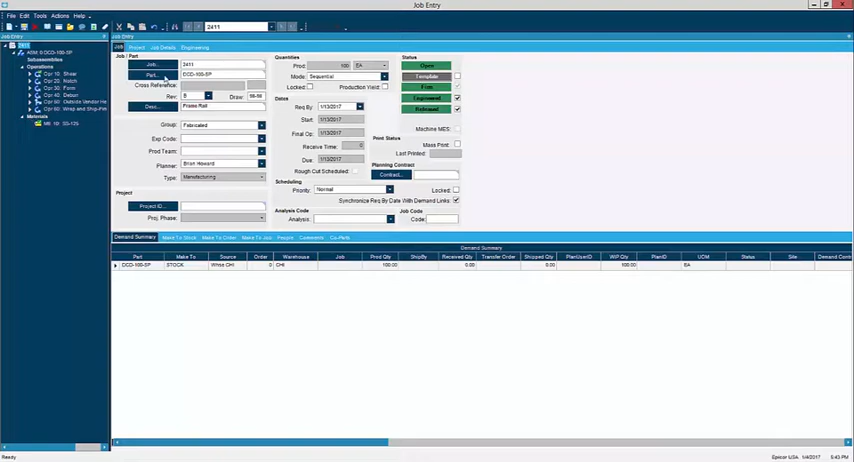 Job Entry
File Edit Tools Actions Help
2411
Job Entry
2411
ASM: 0:DCD-100-SP
Subassemblies
Operations
Opr: 10: Shear
Opr: 20: Notch
Opr: 30: Form
Opr: 40: Deburr
Opr: 50: Outside Vendor He
Opr: 60: Wrap and Ship-Pint
Materials
Mtl: 10: SS-125
Job Project Job Details Engineering
Job / Part
Job... 2411
Part... DCD-100-SP
Cross Reference:
Rev: B Draw:
Desc... Frame Rail
Group: Fabricated
Exp Code:
Prod Team:
Planner: Brian Howard
Type: Manufacturing
Project
Project ID...
Proj. Phase:
Quantities
Prod: 100 EA
Mode: Sequential
Locked: Production Yield:
Dates
Req By: 1/13/2017
Start: 1/13/2017
Final Op: 1/13/2017
Receive Time: 0
Due: 1/13/2017
Rough Cut Scheduled:
Scheduling
Priority: Normal Locked:
Synchronize Req By Date With Demand Links:
Analysis Code
Analysis:
Job Code
Code:
Status
Open
Template
Firm
Engineered
Released
Machine MES:
Print Status
Mass Print:
Last Printed:
Planning Contract
Contract...
Demand Summary Make To Stock Make To Order Make To Job People Comments Co-Parts
Demand Summary
Part Make To Source Order Warehouse Job Prod Qty ShipBy Received Qty Transfer Order Shipped Qty PlanUserID WIP Qty PlanID UOM Status Site Demand Contr
DCD-100-SP STOCK Whse CHI 0 CHI 100.00 0.00 0.00 100.00 EA
Ready
Epicor USA 1/4/2017 5:43 PM